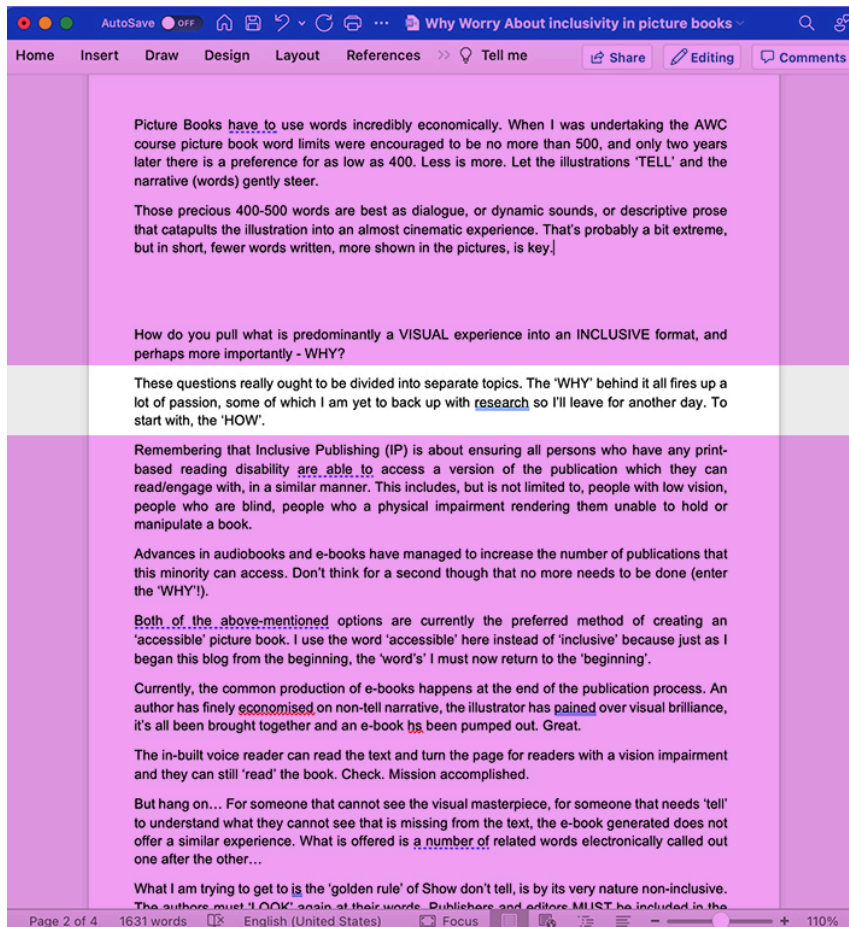 AutoSave OFF Why Worry About inclusivity in picture books
Home Insert Draw Design Layout References Tell me Share Editing Comments
Picture Books have to use words incredibly economically. When I was undertaking the AWC
course picture book word limits were encouraged to be no more than 500, and only two years
later there is a preference for as low as 400. Less is more. Let the illustrations ‘TELL’ and the
narrative (words) gently steer.
Those precious 400-500 words are best as dialogue, or dynamic sounds, or descriptive prose
that catapults the illustration into an almost cinematic experience. That’s probably a bit extreme,
but in short, fewer words written, more shown in the pictures, is key.
How do you pull what is predominantly a VISUAL experience into an INCLUSIVE format, and
perhaps more importantly - WHY?
These questions really ought to be divided into separate topics. The ‘WHY’ behind it all fires up a
lot of passion, some of which I am yet to back up with research so I’ll leave for another day. To
start with, the ‘HOW’.
Remembering that Inclusive Publishing (IP) is about ensuring all persons who have any print-
based reading disability are able to access a version of the publication which they can
read/engage with, in a similar manner. This includes, but is not limited to, people with low vision,
people who are blind, people who a physical impairment rendering them unable to hold or
manipulate a book.
Advances in audiobooks and e-books have managed to increase the number of publications that
this minority can access. Don’t think for a second though that no more needs to be done (enter
the ‘WHY’!).
Both of the above-mentioned options are currently the preferred method of creating an
‘accessible’ picture book. I use the word ‘accessible’ here instead of ‘inclusive’ because just as I
began this blog from the beginning, the ‘word’s’ I must now return to the ‘beginning’.
Currently, the common production of e-books happens at the end of the publication process. An
author has finely economised on non-tell narrative, the illustrator has pained over visual brilliance,
it’s all been brought together and an e-book hs been pumped out. Great.
The in-built voice reader can read the text and turn the page for readers with a vision impairment
and they can still ‘read’ the book. Check. Mission accomplished.
But hang on… For someone that cannot see the visual masterpiece, for someone that needs ‘tell’
to understand what they cannot see that is missing from the text, the e-book generated does not
offer a similar experience. What is offered is a number of related words electronically called out
one after the other…
What I am trying to get to is the ‘golden rule’ of Show don’t tell, is by its very nature non-inclusive.
The authors must ‘LOOK’ again at their words. Publishers and editors MUST be included in the
Page 2 of 4 1631 words English (United States) Focus 110%